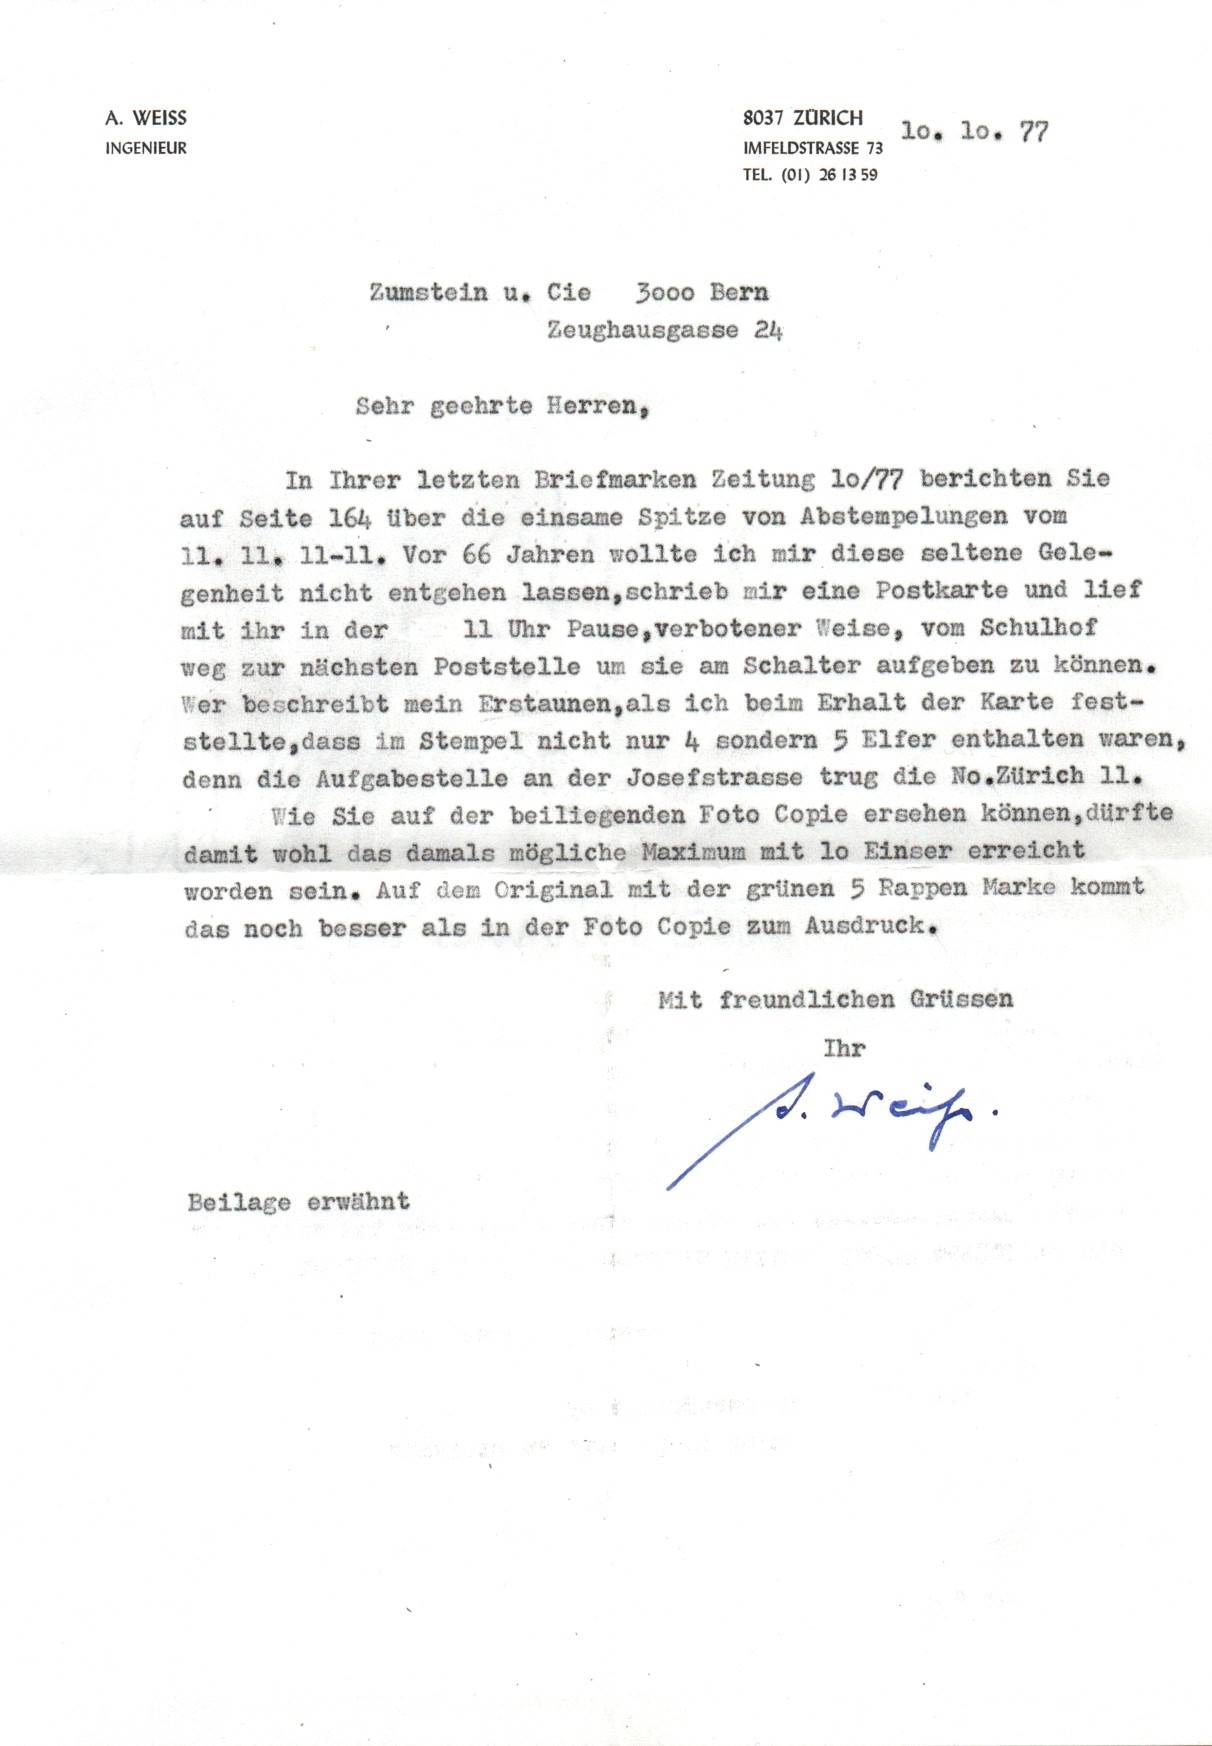 A. WEISS
INGENIEUR
8037 ZÜRICH
IMFELDSTRASSE 73
TEL. (01) 26 13 59
lo. lo. 77
Zumstein u. Cie 3ooo Bern
Zeughausgasse 24
Sehr geehrte Herren,
In Ihrer letzten Briefmarken Zeitung lo/77 berichten Sie
auf Seite 164 über die einsame Spitze von Abstempelungen vom
11. 11. 11-11. Vor 66 Jahren wollte ich mir diese seltene Gele-
genheit nicht entgehen lassen,schrieb mir eine Postkarte und lief
mit ihr in der 11 Uhr Pause,verbotener Weise, vom Schulhof
weg zur nächsten Poststelle um sie am Schalter aufgeben zu können.
Wer beschreibt mein Erstaunen,als ich beim Erhalt der Karte fest-
stellte,dass im Stempel nicht nur 4 sondern 5 Elfer enthalten waren,
denn die Aufgabestelle an der Josefstrasse trug die No.Zürich 11.
Wie Sie auf der beiliegenden Foto Copie ersehen können,dürfte
damit wohl das damals mögliche Maximum mit lo Einser erreicht
worden sein. Auf dem Original mit der grünen 5 Rappen Marke kommt
das noch besser als in der Foto Copie zum Ausdruck.
Mit freundlichen Grüssen
Ihr
A. Weiß.
Beilage erwähnt